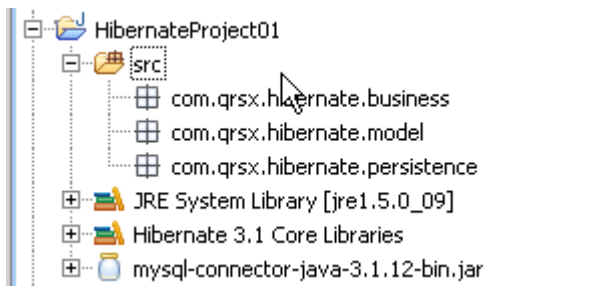 HibernateProject01
src
com.qrsx.hibernate.business
com.qrsx.hibernate.model
com.qrsx.hibernate.persistence
JRE System Library [jre1.5.0_09]
Hibernate 3.1 Core Libraries
mysql-connector-java-3.1.12-bin.jar